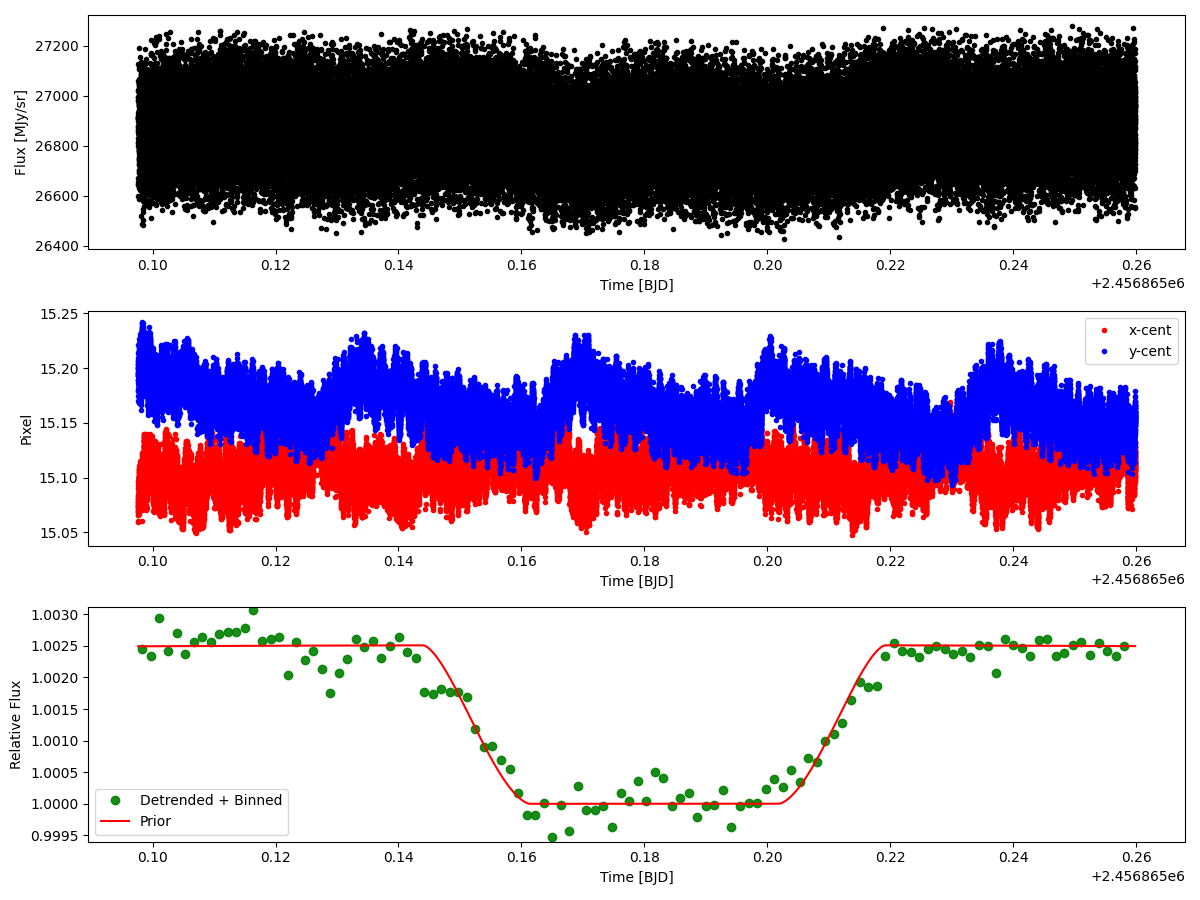 27200
27000
26800
26600
26400
Flux [MJy/sr]
0.10 0.12 0.14 0.16 0.18 0.20 0.22 0.24 0.26
Time [BJD]
+2.456865e6
15.25
15.20
15.15
15.10
15.05
Pixel
x-cent
y-cent
0.10 0.12 0.14 0.16 0.18 0.20 0.22 0.24 0.26
Time [BJD]
+2.456865e6
1.0030
1.0025
1.0020
1.0015
1.0010
1.0005
1.0000
0.9995
Relative Flux
Detrended + Binned
Prior
0.10 0.12 0.14 0.16 0.18 0.20 0.22 0.24 0.26
Time [BJD]
+2.456865e6